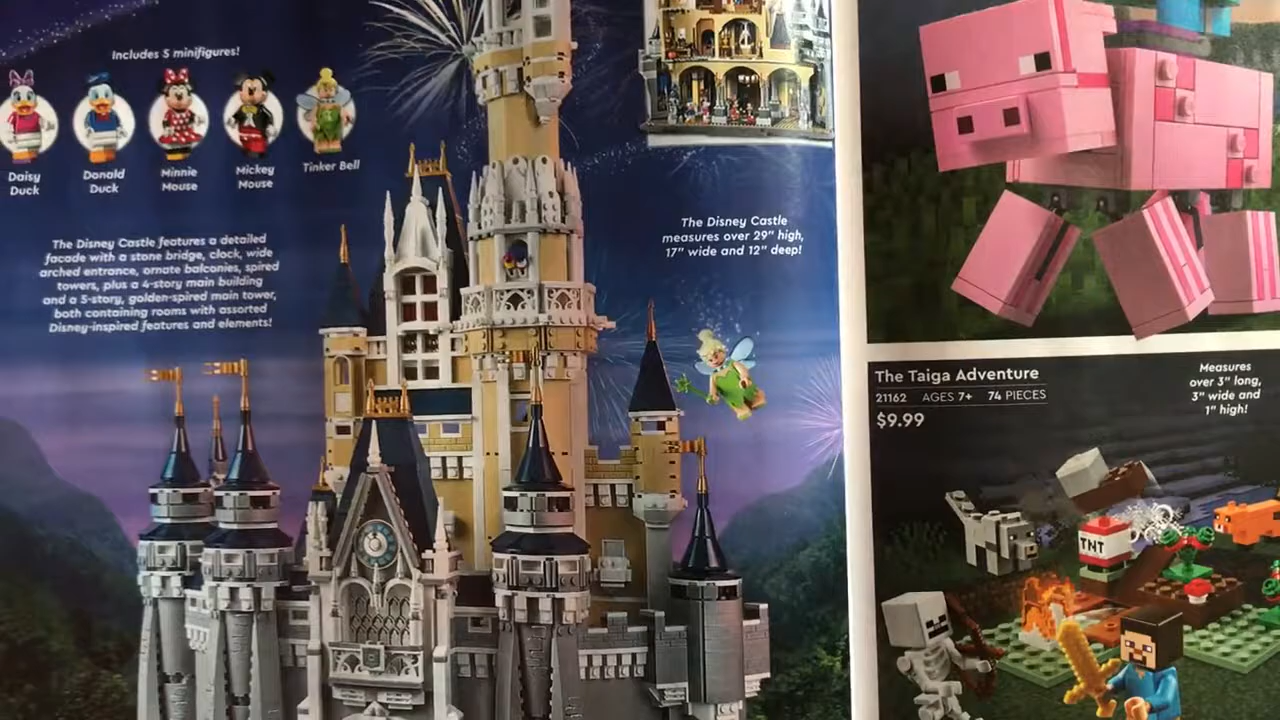 Includes 5 minifigures!
Daisy
Duck
Donald
Duck
Minnie
Mouse
Mickey
Mouse
Tinker Bell
The Disney Castle features a detailed
facade with a stone bridge, clock, wide
arched entrance, ornate balconies, spired
towers, plus a 4-story main building
and a 5-story, golden-spired main tower,
both containing rooms with assorted
Disney-inspired features and elements!
The Disney Castle
measures over 29" high,
17" wide and 12" deep!
The Taiga Adventure
21162 AGES 7+ 74 PIECES
$9.99
Measures
over 3" long,
3" wide and
1" high!
TNT